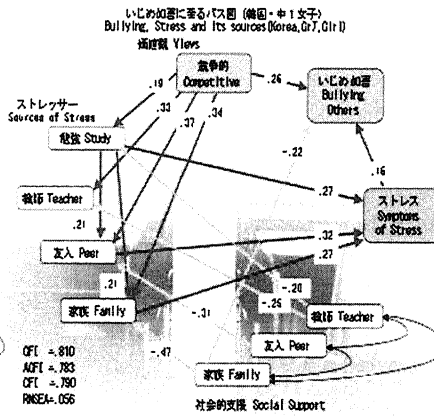 いじめ加害に至るパス図 (韓国・中1女子)
Bullying, Stress and its sources(Korea,Gr7,Girl)
価値観 Views
競争的
Competitive
いじめ加害
Bullying
Others
ストレッサー
Sources of Stress
勉強 Study
教師 Teacher
友人 Peer
家族 Family
ストレス
Symptoms
of Stress
.19
.33
.37
.34
.26
-.22
.16
.27
.21
.32
.27
.21
-.20
-.26
-.31
-.47
教師 Teacher
友人 Peer
家族 Family
社会的支援 Social Support
GFI =.810
AGFI =.783
CFI =.790
RMSEA=.056